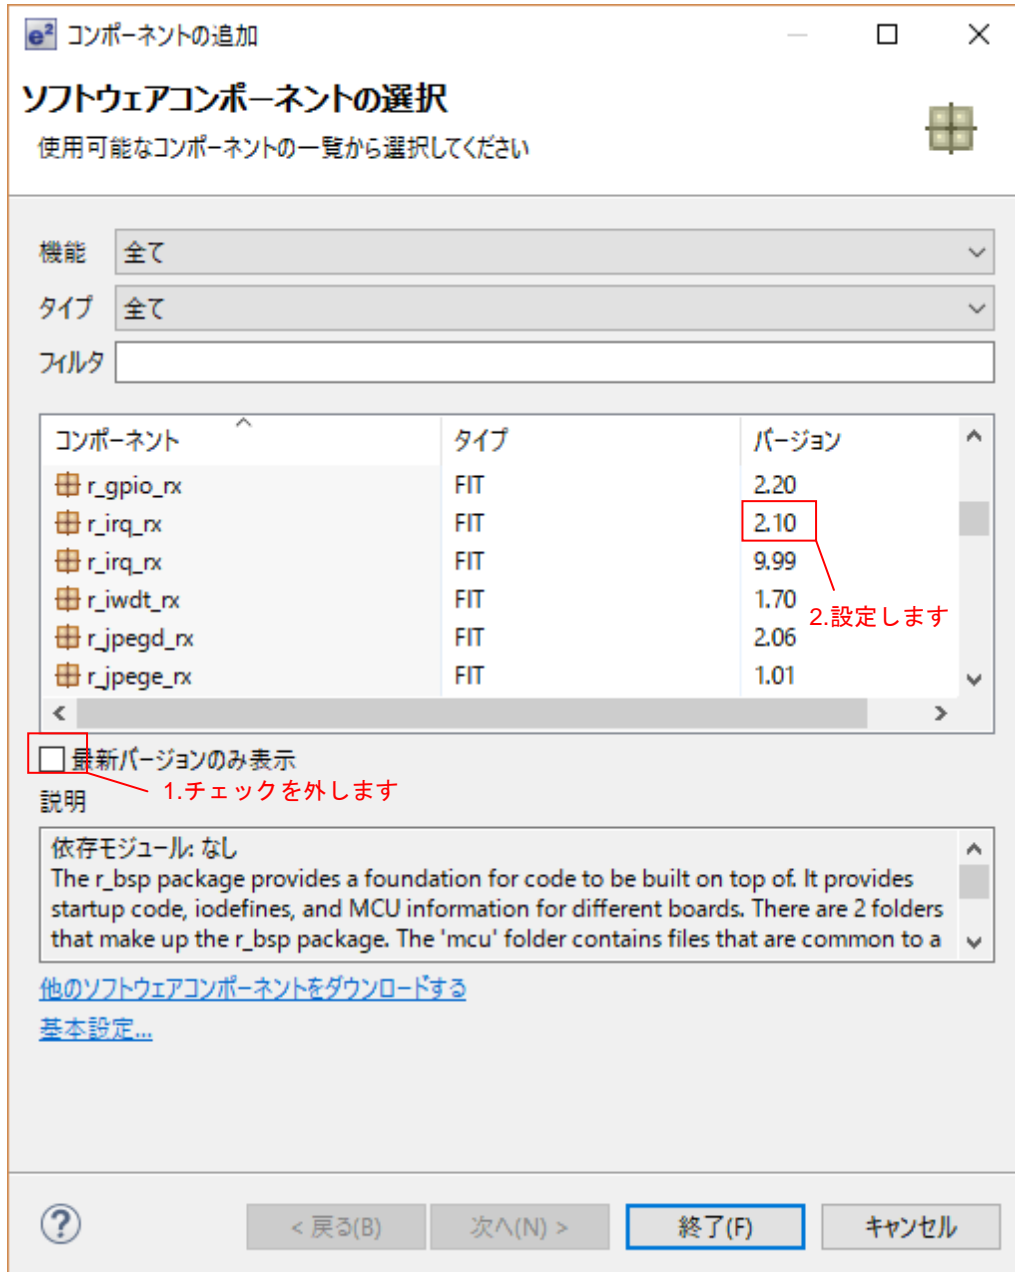 e² コンポーネントの追加
ソフトウェアコンポーネントの選択
使用可能なコンポーネントの一覧から選択してください
機能 全て
タイプ 全て
フィルタ
コンポーネント タイプ バージョン
r_gpio_rx FIT 2.20
r_irq_rx FIT 2.10
r_irq_rx FIT 9.99
r_iwdt_rx FIT 1.70
2.設定します
r_jpegd_rx FIT 2.06
r_jpege_rx FIT 1.01
最新バージョンのみ表示
1.チェックを外します
説明
依存モジュール: なし
The r_bsp package provides a foundation for code to be built on top of. It provides
startup code, iodefines, and MCU information for different boards. There are 2 folders
that make up the r_bsp package. The 'mcu' folder contains files that are common to a
他のソフトウェアコンポーネントをダウンロードする
基本設定...
? < 戻る(B) 次へ(N) > 終了(F) キャンセル